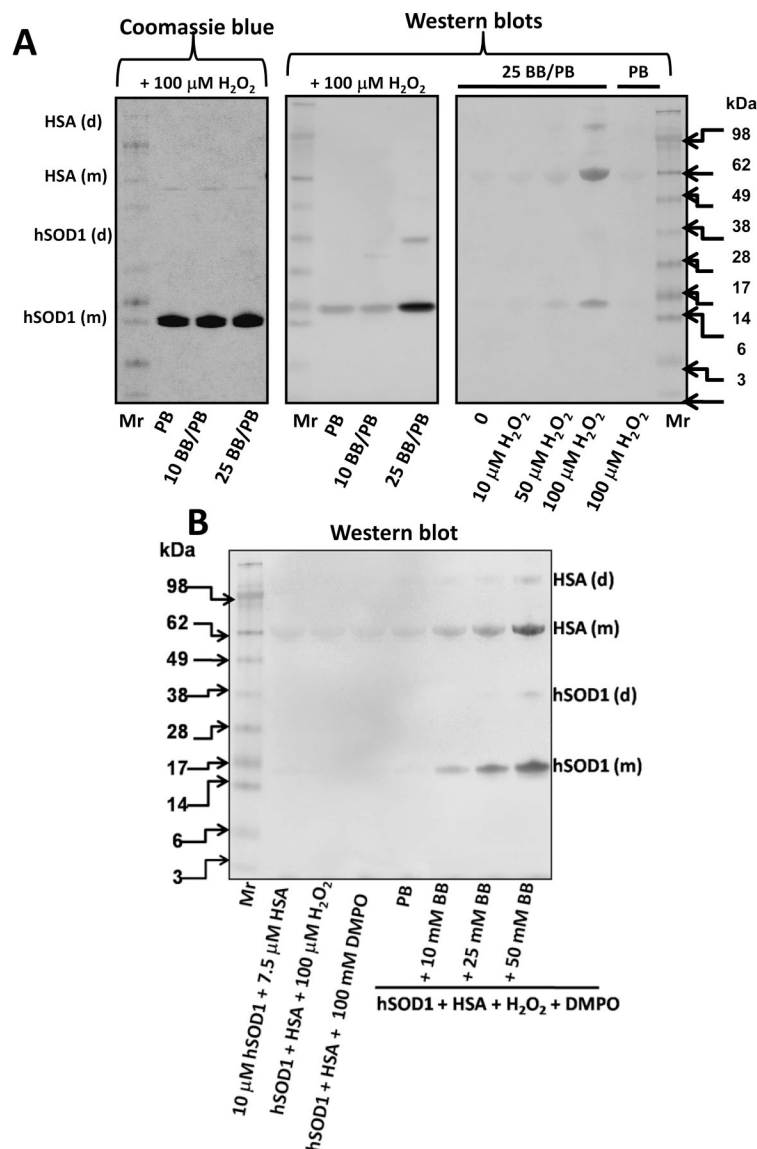 A
Coomassie blue
Western blots
+ 100 µM H₂O₂
+ 100 µM H₂O₂
25 BB/PB
PB
kDa
HSA (d)
HSA (m)
hSOD1 (d)
hSOD1 (m)
98
62
49
38
28
17
14
6
3
Mr
PB
10 BB/PB
25 BB/PB
Mr
PB
10 BB/PB
25 BB/PB
0
10 µM H₂O₂
50 µM H₂O₂
100 µM H₂O₂
100 µM H₂O₂
Mr
B
Western blot
kDa
98
62
49
38
28
17
14
6
3
HSA (d)
HSA (m)
hSOD1 (d)
hSOD1 (m)
Mr
10 µM hSOD1 + 7.5 µM HSA
hSOD1 + HSA + 100 µM H₂O₂
hSOD1 + HSA + 100 mM DMPO
PB
+ 10 mM BB
+ 25 mM BB
+ 50 mM BB
hSOD1 + HSA + H₂O₂ + DMPO